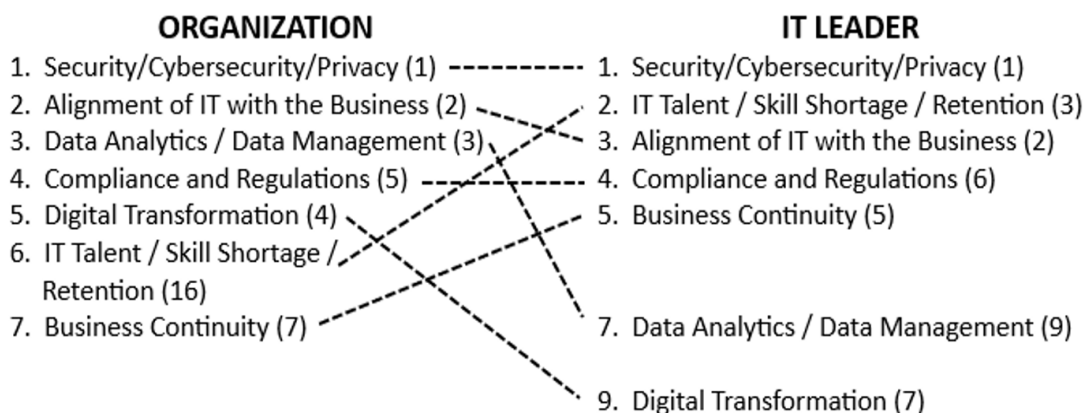 ORGANIZATION
1. Security/Cybersecurity/Privacy (1)
2. Alignment of IT with the Business (2)
3. Data Analytics / Data Management (3)
4. Compliance and Regulations (5)
5. Digital Transformation (4)
6. IT Talent / Skill Shortage /
Retention (16)
7. Business Continuity (7)
IT LEADER
1. Security/Cybersecurity/Privacy (1)
2. IT Talent / Skill Shortage / Retention (3)
3. Alignment of IT with the Business (2)
4. Compliance and Regulations (6)
5. Business Continuity (5)
7. Data Analytics / Data Management (9)
9. Digital Transformation (7)